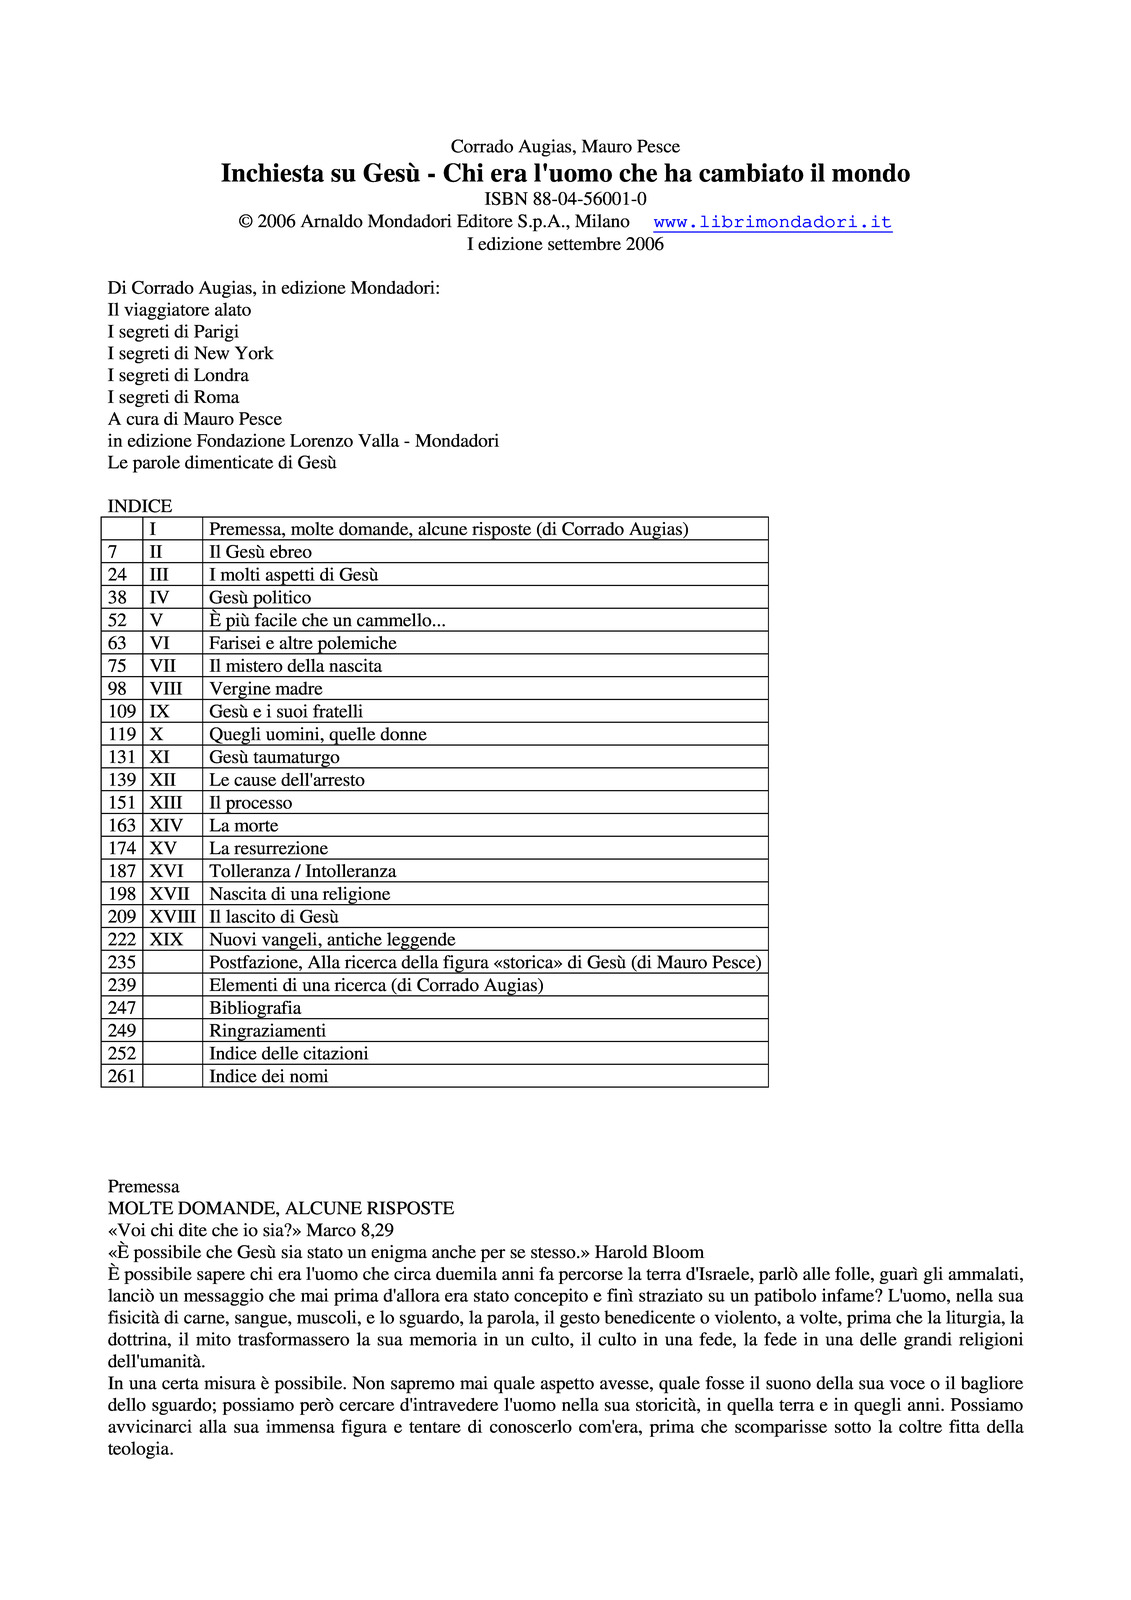 Corrado Augias, Mauro Pesce
Inchiesta su Gesù - Chi era l'uomo che ha cambiato il mondo
ISBN 88-04-56001-0
© 2006 Arnaldo Mondadori Editore S.p.A., Milano www.librimondadori.it
I edizione settembre 2006
Di Corrado Augias, in edizione Mondadori:
Il viaggiatore alato
I segreti di Parigi
I segreti di New York
I segreti di Londra
I segreti di Roma
A cura di Mauro Pesce
in edizione Fondazione Lorenzo Valla - Mondadori
Le parole dimenticate di Gesù
INDICE
I Premessa, molte domande, alcune risposte (di Corrado Augias)
7 II Il Gesù ebreo
24 III I molti aspetti di Gesù
38 IV Gesù politico
52 V È più facile che un cammello...
63 VI Farisei e altre polemiche
75 VII Il mistero della nascita
98 VIII Vergine madre
109 IX Gesù e i suoi fratelli
119 X Quegli uomini, quelle donne
131 XI Gesù taumaturgo
139 XII Le cause dell'arresto
151 XIII Il processo
163 XIV La morte
174 XV La resurrezione
187 XVI Tolleranza / Intolleranza
198 XVII Nascita di una religione
209 XVIII Il lascito di Gesù
222 XIX Nuovi vangeli, antiche leggende
235 Postfazione, Alla ricerca della figura «storica» di Gesù (di Mauro Pesce)
239 Elementi di una ricerca (di Corrado Augias)
247 Bibliografia
249 Ringraziamenti
252 Indice delle citazioni
261 Indice dei nomi
Premessa
MOLTE DOMANDE, ALCUNE RISPOSTE
«Voi chi dite che io sia?» Marco 8,29
«È possibile che Gesù sia stato un enigma anche per se stesso.» Harold Bloom
È possibile sapere chi era l'uomo che circa duemila anni fa percorse la terra d'Israele, parlò alle folle, guarì gli ammalati,
lanciò un messaggio che mai prima d'allora era stato concepito e finì straziato su un patibolo infame? L'uomo, nella sua
fisicità di carne, sangue, muscoli, e lo sguardo, la parola, il gesto benedicente o violento, a volte, prima che la liturgia, la
dottrina, il mito trasformassero la sua memoria in un culto, il culto in una fede, la fede in una delle grandi religioni
dell'umanità.
In una certa misura è possibile. Non sapremo mai quale aspetto avesse, quale fosse il suono della sua voce o il bagliore
dello sguardo; possiamo però cercare d'intravedere l'uomo nella sua storicità, in quella terra e in quegli anni. Possiamo
avvicinarci alla sua immensa figura e tentare di conoscerlo com'era, prima che scomparisse sotto la coltre fitta della
teologia.